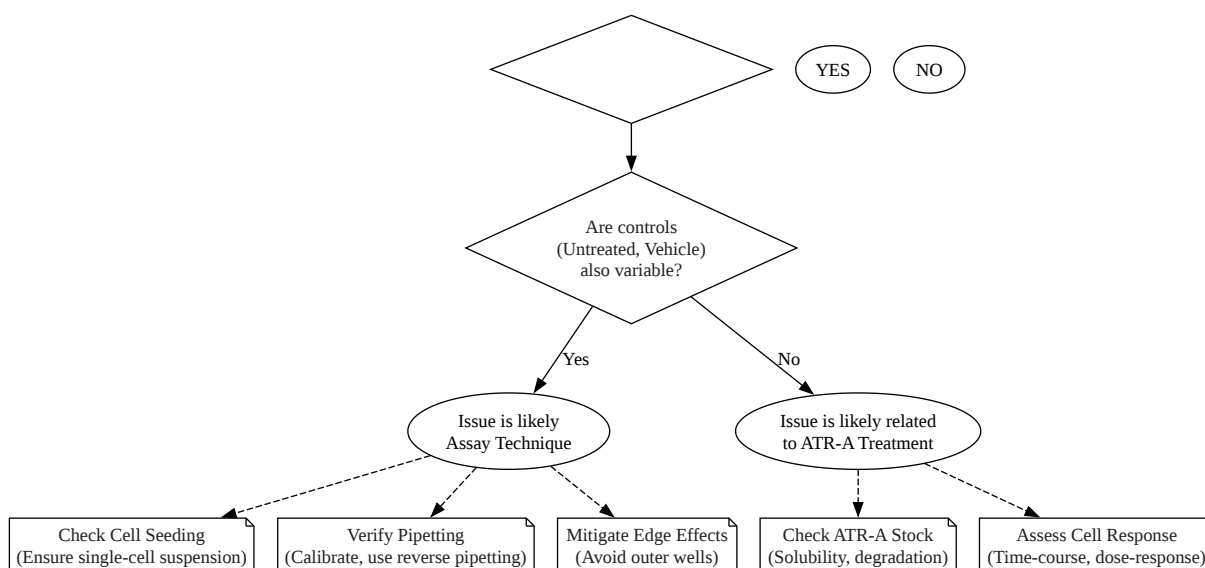 YES
NO
Are controls
(Untreated, Vehicle)
also variable?
Yes
No
Issue is likely
Assay Technique
Issue is likely related
to ATR-A Treatment
Check Cell Seeding
(Ensure single-cell suspension)
Verify Pipetting
(Calibrate, use reverse pipetting)
Mitigate Edge Effects
(Avoid outer wells)
Check ATR-A Stock
(Solubility, degradation)
Assess Cell Response
(Time-course, dose-response)